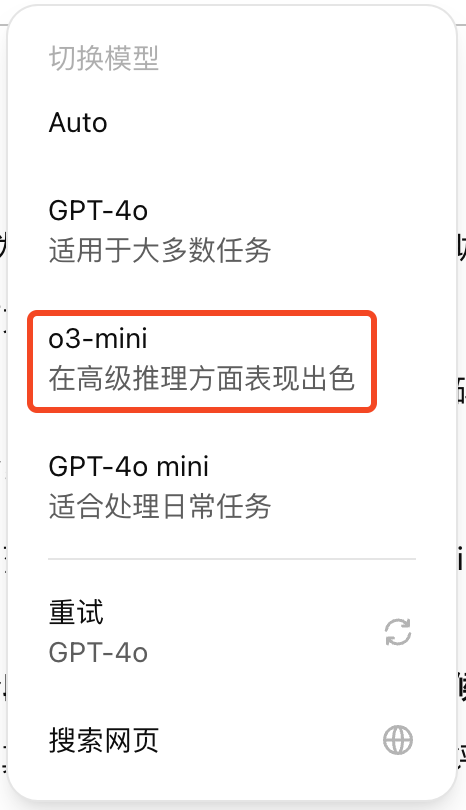 切换模型
Auto
GPT-4o
适用于大多数任务
o3-mini
在高级推理方面表现出色
GPT-4o mini
适合处理日常任务
重试
GPT-4o
搜索网页